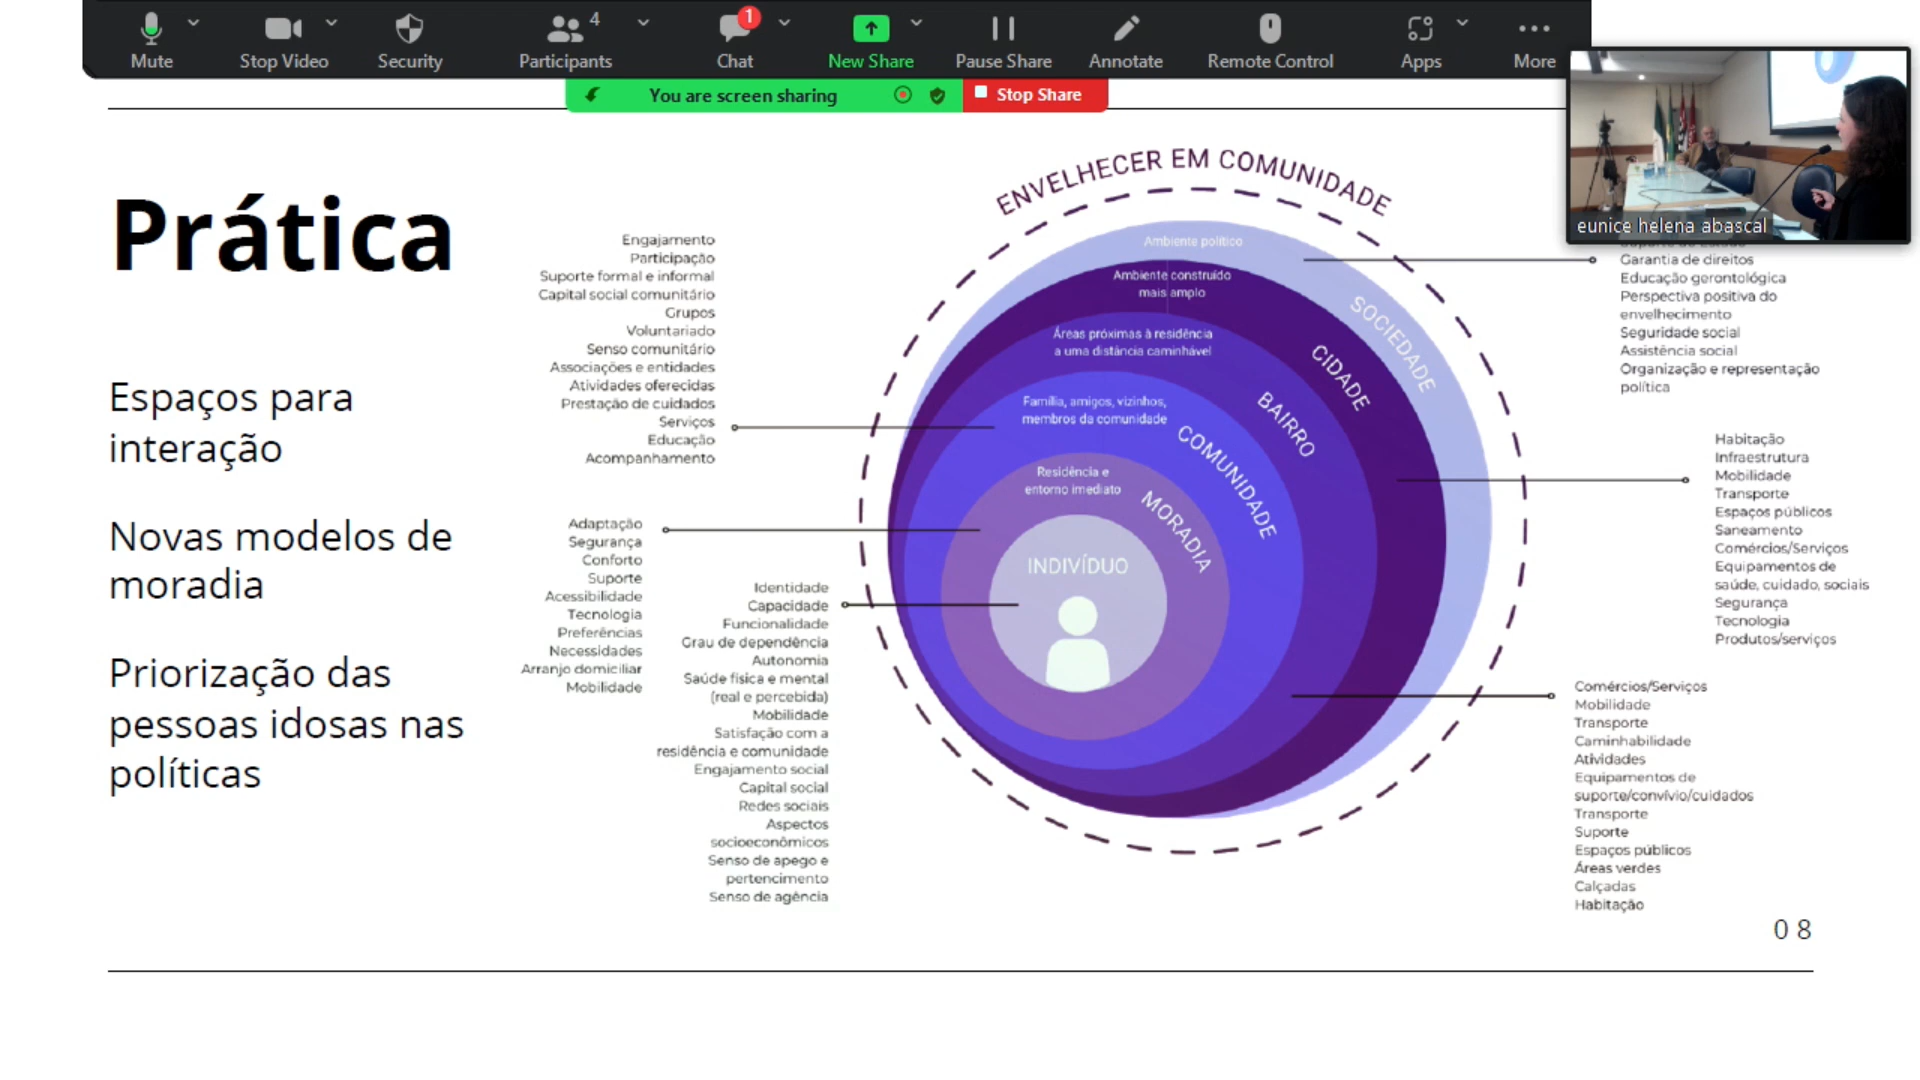 Mute
Stop Video
Security
4
Participants
1
Chat
New Share
Pause Share
Annotate
Remote Control
Apps
More
You are screen sharing
Stop Share
eunice helena abascal
Prática
Espaços para
interação
Novas modelos de
moradia
Priorização das
pessoas idosas nas
políticas
Engajamento
Participação
Suporte formal e informal
Capital social comunitário
Grupos
Voluntariado
Senso comunitário
Associações e entidades
Atividades oferecidas
Prestação de cuidados
Serviços
Educação
Acompanhamento
Adaptação
Segurança
Conforto
Suporte
Acessibilidade
Tecnologia
Preferências
Necessidades
Arranjo domiciliar
Mobilidade
Identidade
Capacidade
Funcionalidade
Grau de dependência
Autonomia
Saúde física e mental
(real e percebida)
Mobilidade
Satisfação com a
residência e comunidade
Engajamento social
Capital social
Redes sociais
Aspectos
socioeconômicos
Senso de apego e
pertencimento
Senso de agência
ENVELHECER EM COMUNIDADE
Ambiente político
SOCIEDADE
Ambiente construído
mais amplo
CIDADE
Áreas próximas à residência
a uma distância caminhável
BAIRRO
Família, amigos, vizinhos,
membros da comunidade
COMUNIDADE
Residência e
entorno imediato
MORADIA
INDIVÍDUO
Garantia de direitos
Educação gerontológica
Perspectiva positiva do
envelhecimento
Seguridade social
Assistência social
Organização e representação
política
Habitação
Infraestrutura
Mobilidade
Transporte
Espaços públicos
Saneamento
Comércios/Serviços
Equipamentos de
saúde, cuidado, sociais
Segurança
Tecnologia
Produtos/serviços
Comércios/Serviços
Mobilidade
Transporte
Caminhabilidade
Atividades
Equipamentos de
suporte/convívio/cuidados
Transporte
Suporte
Espaços públicos
Áreas verdes
Calçadas
Habitação
08